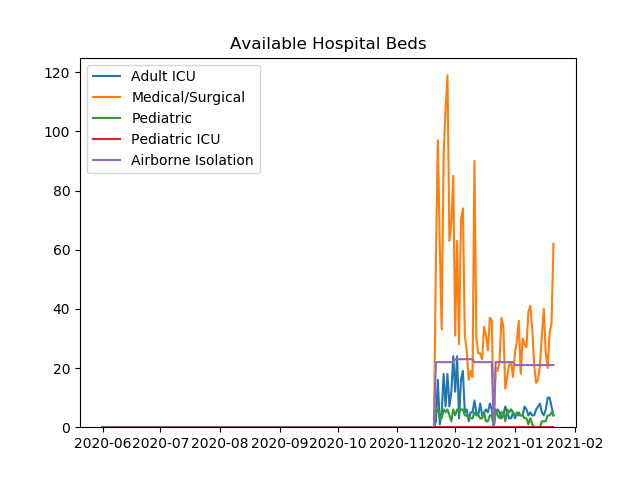 Available Hospital Beds
Adult ICU
Medical/Surgical
Pediatric
Pediatric ICU
Airborne Isolation
120
100
80
60
40
20
0
2020-06 2020-07 2020-08 2020-09 2020-10 2020-11 2020-12 2021-01 2021-02